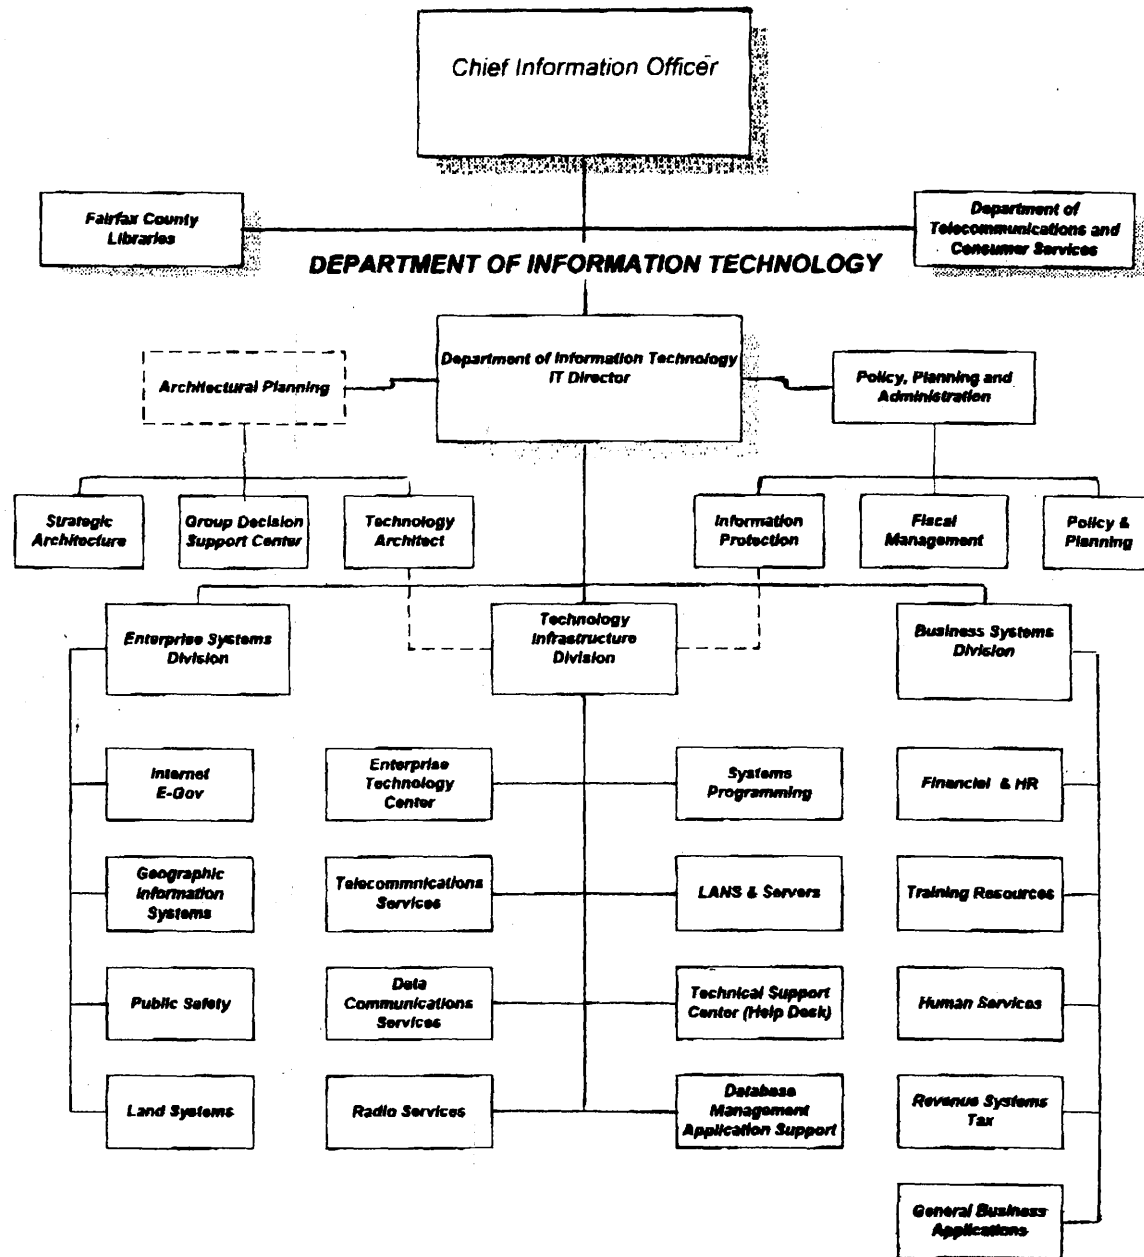 Chief Information Officer
Fairfax County
Libraries
Department of
Telecommunications and
Consumer Services
DEPARTMENT OF INFORMATION TECHNOLOGY
Department of Information Technology
IT Director
Architectural Planning
Policy, Planning and
Administration
Strategic
Architecture
Group Decision
Support Center
Technology
Architect
Information
Protection
Fiscal
Management
Policy &
Planning
Enterprise Systems
Division
Technology
Infrastructure
Division
Business Systems
Division
Internet
E-Gov
Enterprise
Technology
Center
Systems
Programming
Financial & HR
Geographic
Information
Systems
Telecommnications
Services
LANS & Servers
Training Resources
Public Safety
Data
Communications
Services
Technical Support
Center (Help Desk)
Human Services
Land Systems
Radio Services
Database
Management
Application Support
Revenue Systems
Tax
General Business
Applications